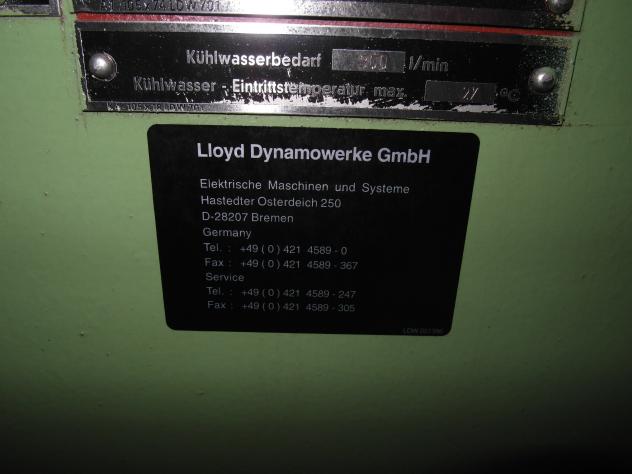 Kühlwasserbedarf l/min
Kühlwasser - Eintrittstemperatur max. 27 °C
Lloyd Dynamowerke GmbH
Elektrische Maschinen und Systeme
Hastedter Osterdeich 250
D-28207 Bremen
Germany
Tel. : +49 (0) 421 4589 - 0
Fax : +49 (0) 421 4589 - 367
Service
Tel. : +49 (0) 421 4589 - 247
Fax : +49 (0) 421 4589 - 305